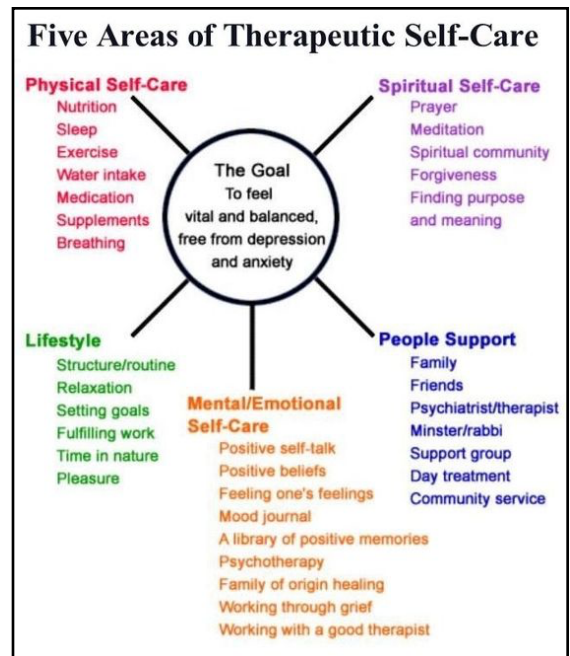 Five Areas of Therapeutic Self-Care
Physical Self-Care
Nutrition
Sleep
Exercise
Water intake
Medication
Supplements
Breathing
Spiritual Self-Care
Prayer
Meditation
Spiritual community
Forgiveness
Finding purpose
and meaning
The Goal
To feel
vital and balanced,
free from depression
and anxiety
Lifestyle
Structure/routine
Relaxation
Setting goals
Fulfilling work
Time in nature
Pleasure
Mental/Emotional
Self-Care
Positive self-talk
Positive beliefs
Feeling one's feelings
Mood journal
A library of positive memories
Psychotherapy
Family of origin healing
Working through grief
Working with a good therapist
People Support
Family
Friends
Psychiatrist/therapist
Minster/rabbi
Support group
Day treatment
Community service